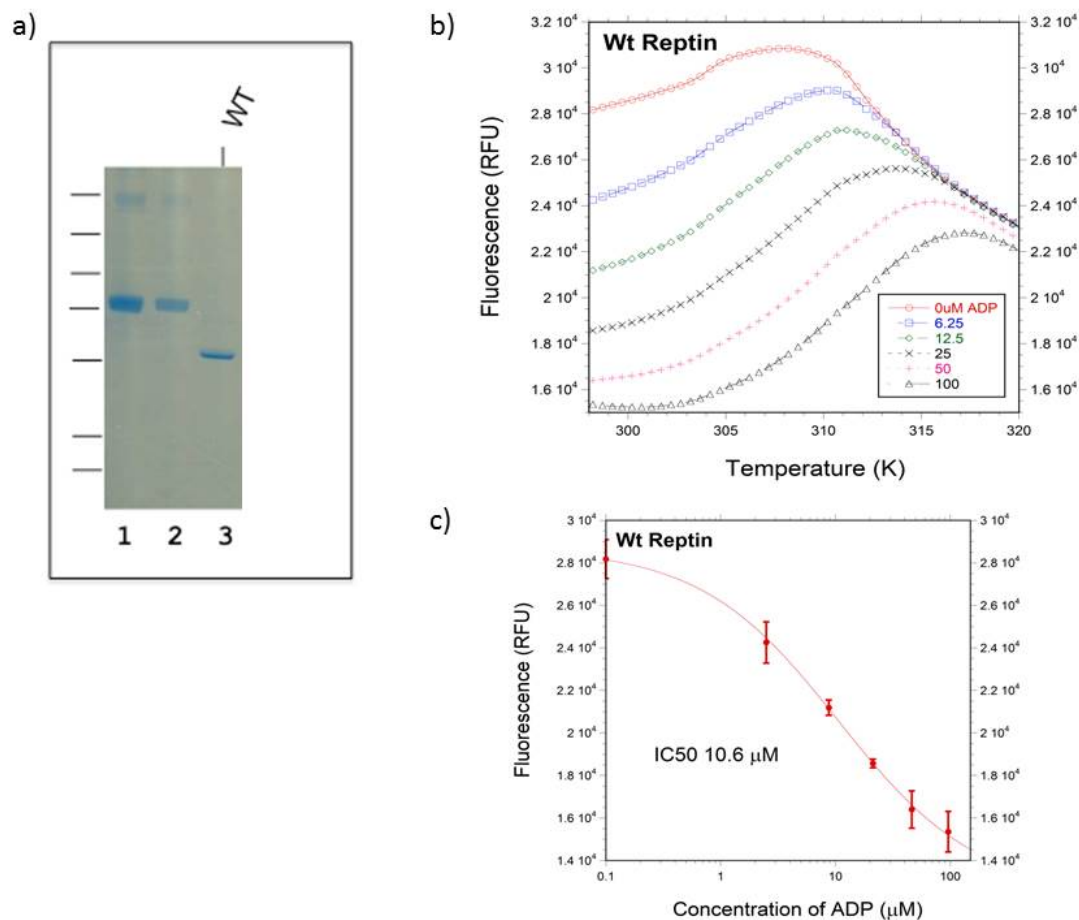 a)
WT
1 2 3
b)
Wt Reptin
3.2 10⁴
3 10⁴
2.8 10⁴
2.6 10⁴
2.4 10⁴
2.2 10⁴
2 10⁴
1.8 10⁴
1.6 10⁴
Fluorescence (RFU)
3.2 10⁴
3 10⁴
2.8 10⁴
2.6 10⁴
2.4 10⁴
2.2 10⁴
2 10⁴
1.8 10⁴
1.6 10⁴
0uM ADP
6.25
12.5
25
50
100
300 305 310 315 320
Temperature (K)
c)
Wt Reptin
3 10⁴
2.8 10⁴
2.6 10⁴
2.4 10⁴
2.2 10⁴
2 10⁴
1.8 10⁴
1.6 10⁴
1.4 10⁴
Fluorescence (RFU)
3 10⁴
2.8 10⁴
2.6 10⁴
2.4 10⁴
2.2 10⁴
2 10⁴
1.8 10⁴
1.6 10⁴
1.4 10⁴
IC50 10.6 μM
0.1 1 10 100
Concentration of ADP (μM)